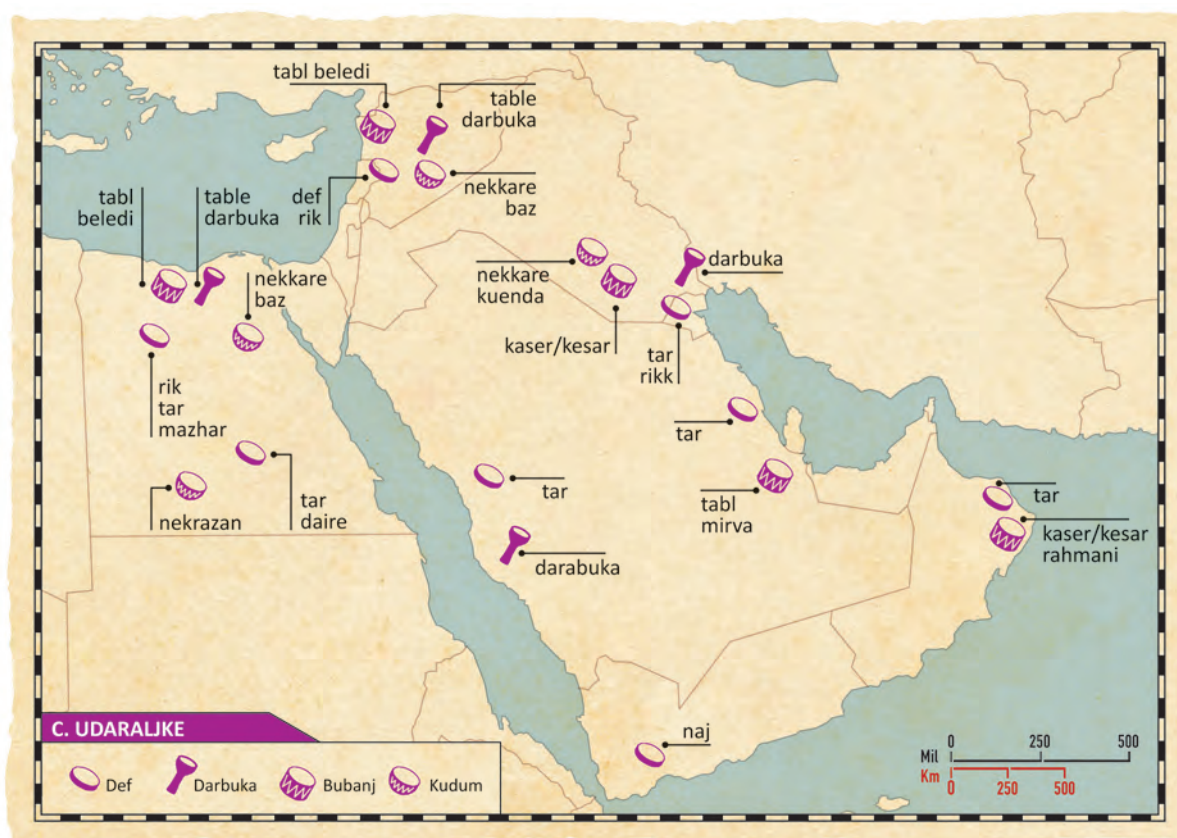 tabl beledi
table
darbuka
tabl
beledi
table
darbuka
def
rik
nekkare
baz
nekkare
baz
nekkare
kuenda
darbuka
kaser/kesar
tar
rikk
rik
tar
mazhar
tar
tar
nekrazan
tar
daire
tabl
mirva
tar
kaser/kesar
rahmani
darabuka
naj
C. UDARALJKE
Def
Darbuka
Bubanj
Kudum
Mil 0 250 500
Km 0 250 500